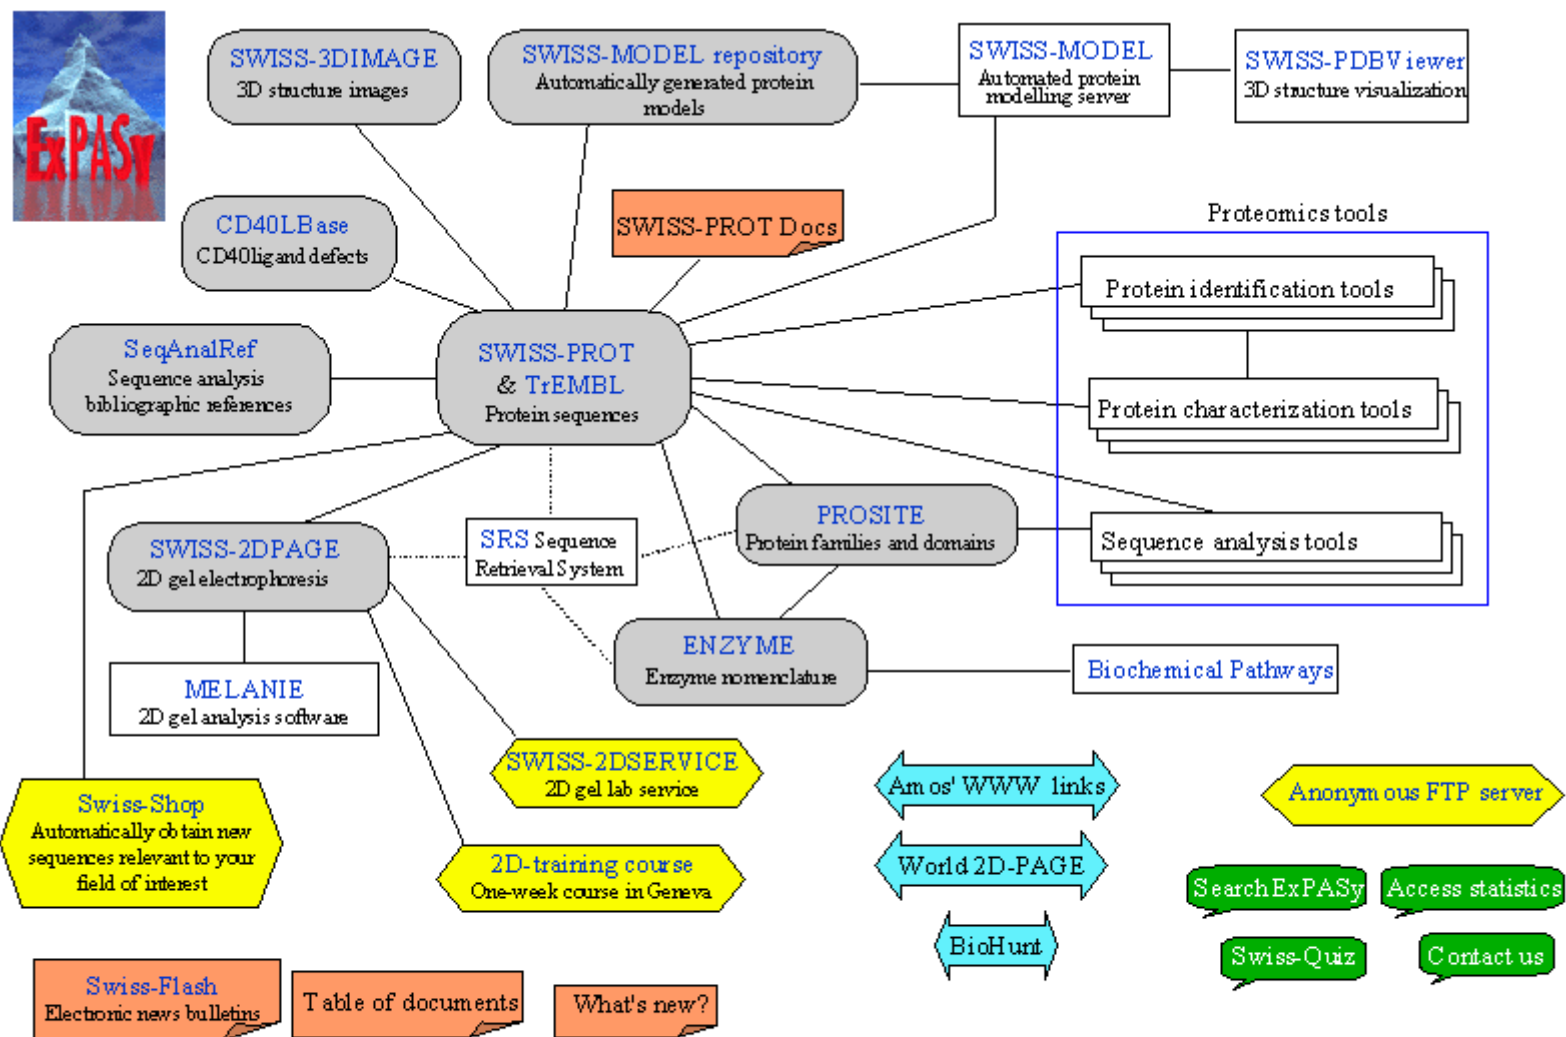 ExPASy
SWISS-3DIMAGE
3D structure images
SWISS-MODEL repository
Automatically generated protein
models
SWISS-MODEL
Automated protein
modelling server
SWISS-PDBViewer
3D structure visualization
CD40LBase
CD40 ligand defects
SWISS-PROT Docs
Proteomics tools
Protein identification tools
SeqAnalRef
Sequence analysis
bibliographic references
SWISS-PROT
& TrEMBL
Protein sequences
Protein characterization tools
SWISS-2DPAGE
2D gel electrophoresis
SRS Sequence
Retrieval System
PROSITE
Protein families and domains
Sequence analysis tools
ENZYME
Enzyme nomenclature
Biochemical Pathways
MELANIE
2D gel analysis software
SWISS-2DSERVICE
2D gel lab service
Amos' WWW links
Anonymous FTP server
Swiss-Shop
Automatically obtain new
sequences relevant to your
field of interest
2D-training course
One-week course in Geneva
World 2D-PAGE
Search ExPASy
Access statistics
BioHunt
Swiss-Quiz
Contact us
Swiss-Flash
Electronic news bulletins
Table of documents
What's new?